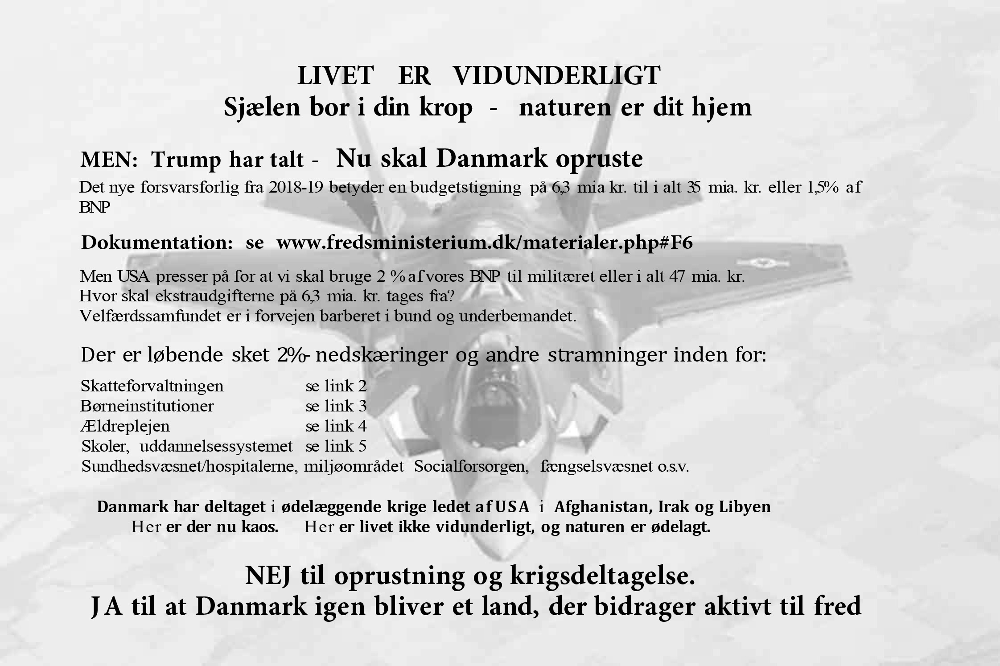 LIVET ER VIDUNDERLIGT
Sjælen bor i din krop - naturen er dit hjem
MEN: Trump har talt - Nu skal Danmark opruste
Det nye forsvarsforlig fra 2018-19 betyder en budgetstigning på 6,3 mia kr. til i alt 35 mia. kr. eller 1,5% af
BNP
Dokumentation: se www.fredsministerium.dk/materialer.php#F6
Men USA presser på for at vi skal bruge 2 % af vores BNP til militæret eller i alt 47 mia. kr.
Hvor skal ekstraudgifterne på 6,3 mia. kr. tages fra?
Velfærdssamfundet er i forvejen barberet i bund og underbemandet.
Der er løbende sket 2%- nedskæringer og andre stramninger inden for:
Skatteforvaltningen se link 2
Børneinstitutioner se link 3
Ældreplejen se link 4
Skoler, uddannelsessystemet se link 5
Sundhedsvæsnet/hospitalerne, miljøområdet Socialforsorgen, fængselsvæsnet o.s.v.
Danmark har deltaget i ødelæggende krige ledet af USA i Afghanistan, Irak og Libyen
Her er der nu kaos. Her er livet ikke vidunderligt, og naturen er ødelagt.
NEJ til oprustning og krigsdeltagelse.
JA til at Danmark igen bliver et land, der bidrager aktivt til fred